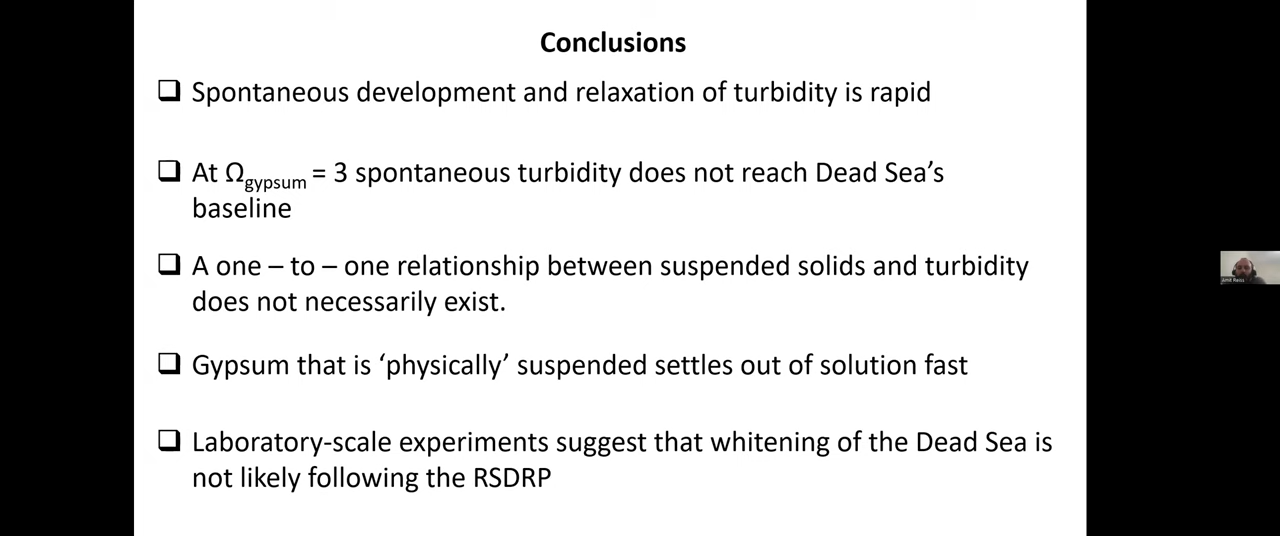 Conclusions
❑ Spontaneous development and relaxation of turbidity is rapid
❑ At Ωgypsum = 3 spontaneous turbidity does not reach Dead Sea’s
baseline
❑ A one – to – one relationship between suspended solids and turbidity
does not necessarily exist.
❑ Gypsum that is ‘physically’ suspended settles out of solution fast
❑ Laboratory-scale experiments suggest that whitening of the Dead Sea is
not likely following the RSDRP
Amit Reiss